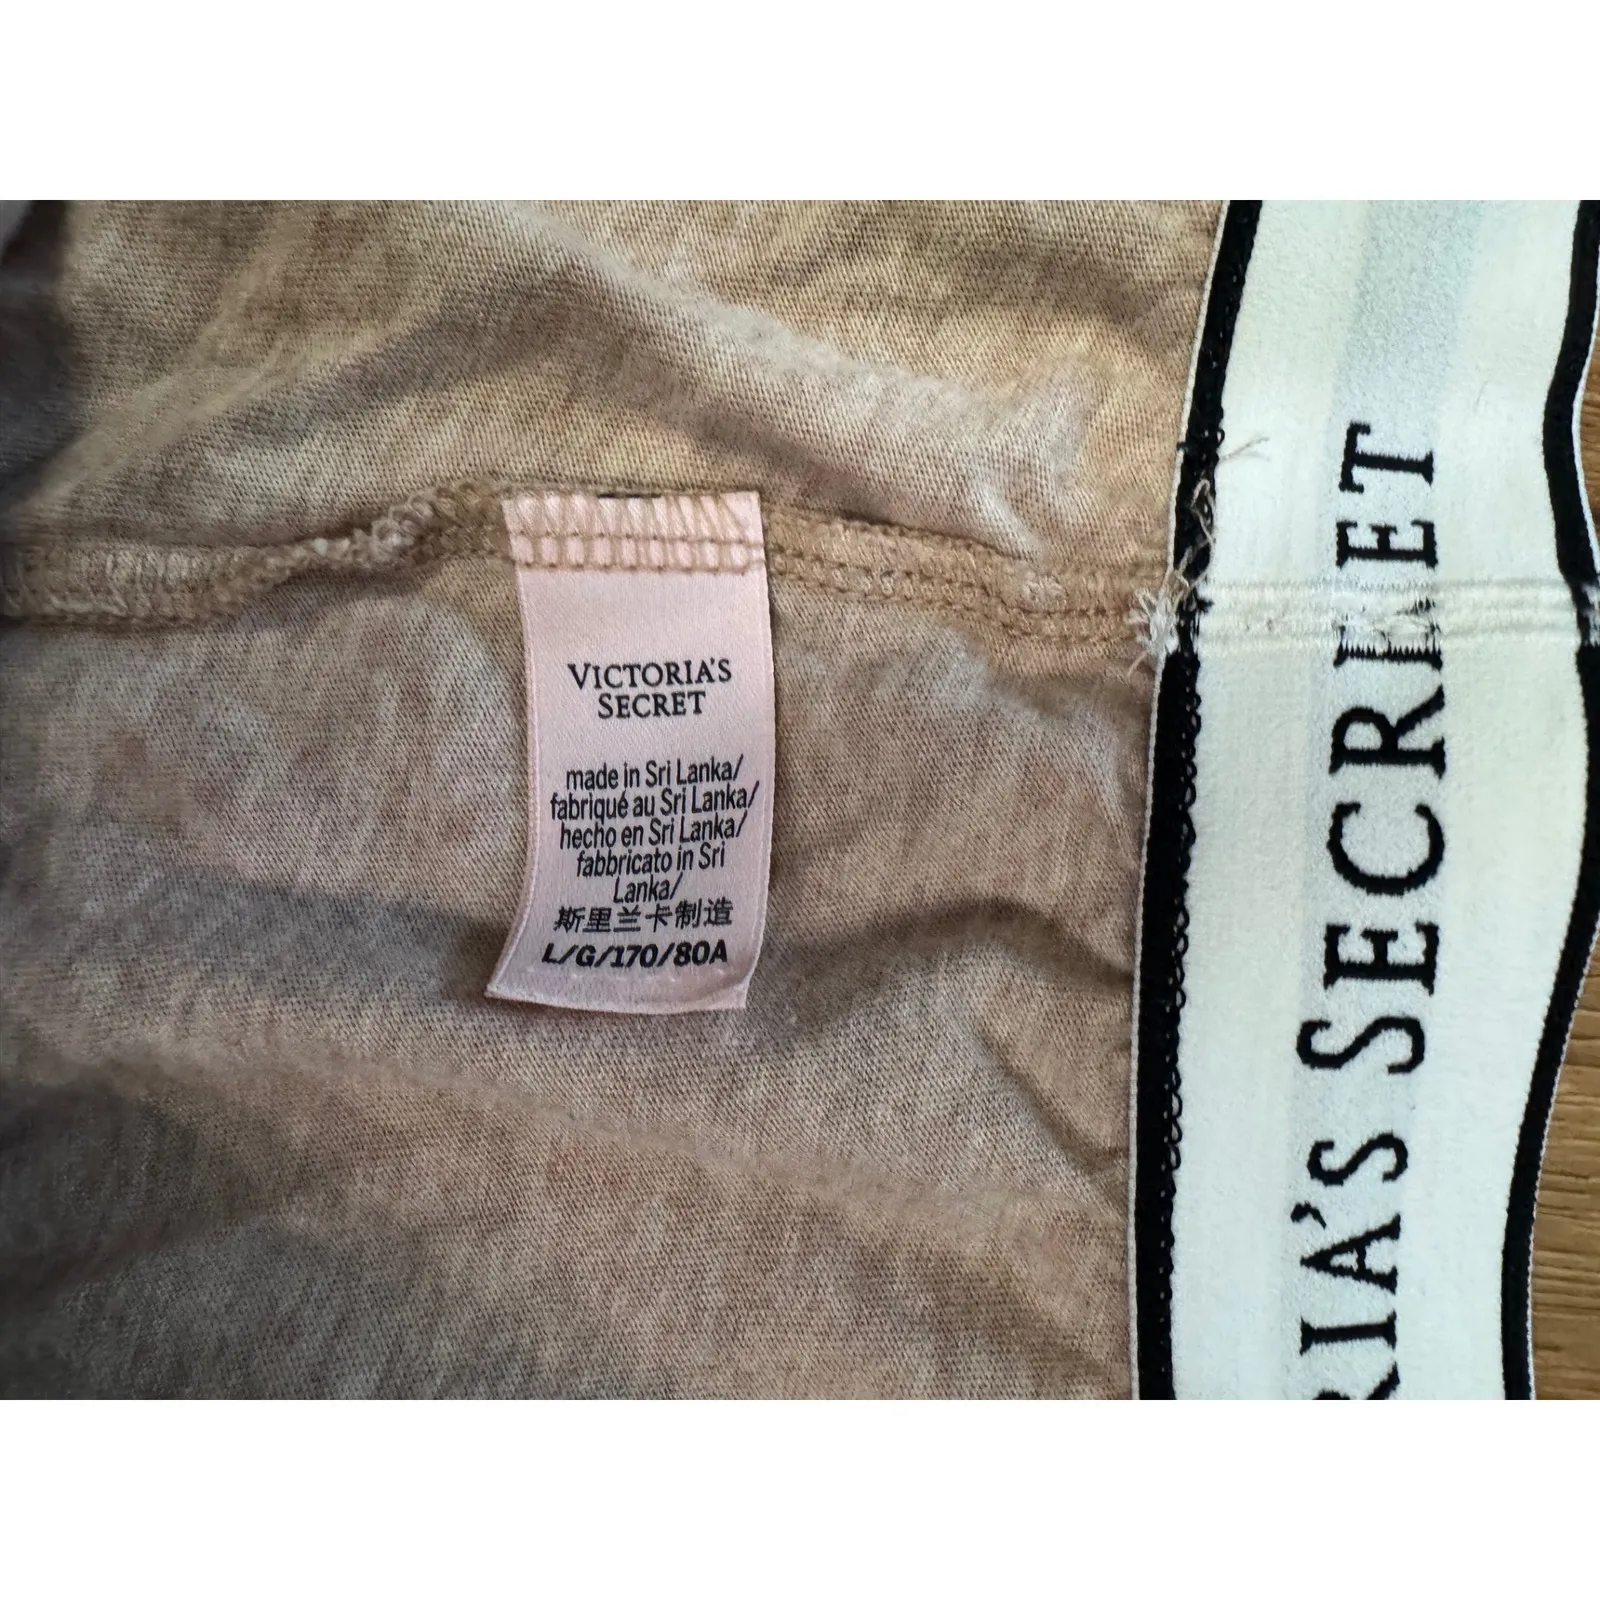 VICTORIA'S
SECRET
made in Sri Lanka/
fabriqué au Sri Lanka/
hecho en Sri Lanka/
fabbricato in Sri
Lanka/
斯里兰卡制造
L/G/170/80A
RIA'S SECRET